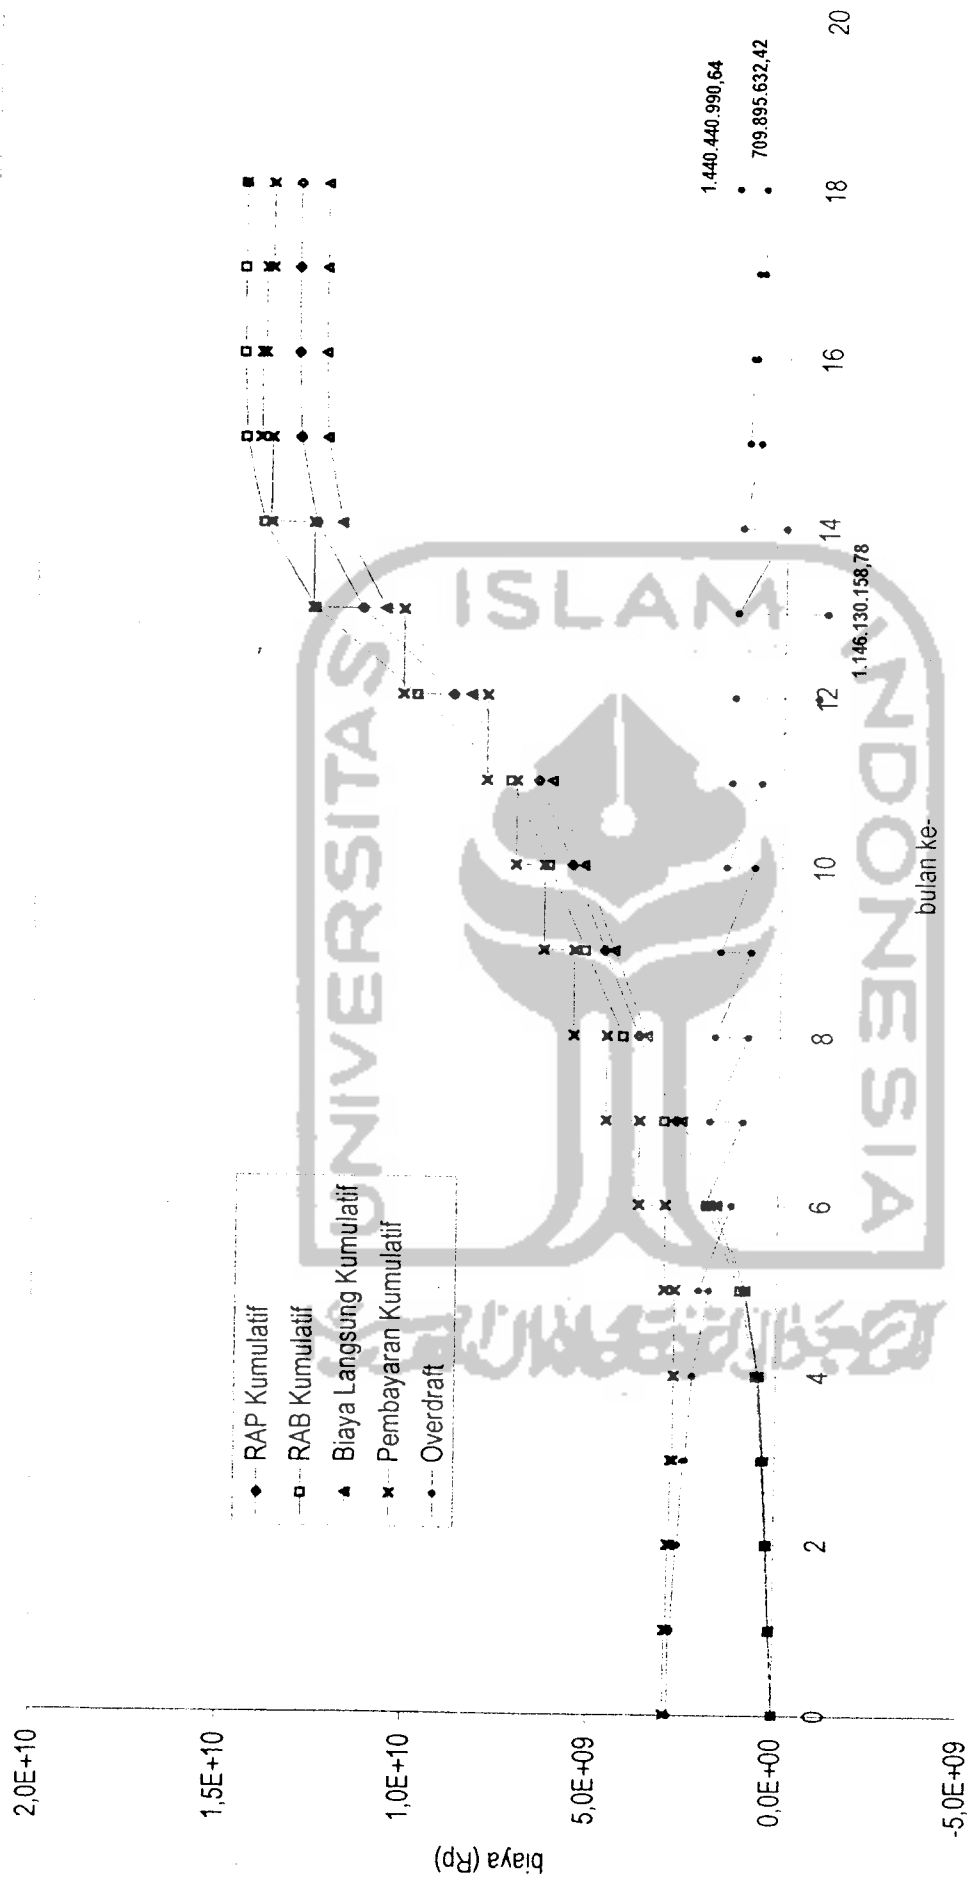 2,0E+10
1,5E+10
1,0E+10
5,0E+09
0,0E+00
-5,0E+09
biaya (Rp)
RAP Kumulatif
RAB Kumulatif
Biaya Langsung Kumulatif
Pembayaran Kumulatif
Overdraft
1.440.440.990,64
709.895.632,42
1.146.130.158,78
0
2
4
6
8
10
12
14
16
18
20
bulan ke-
UNIVERSITAS
ISLAM
INDONESIA